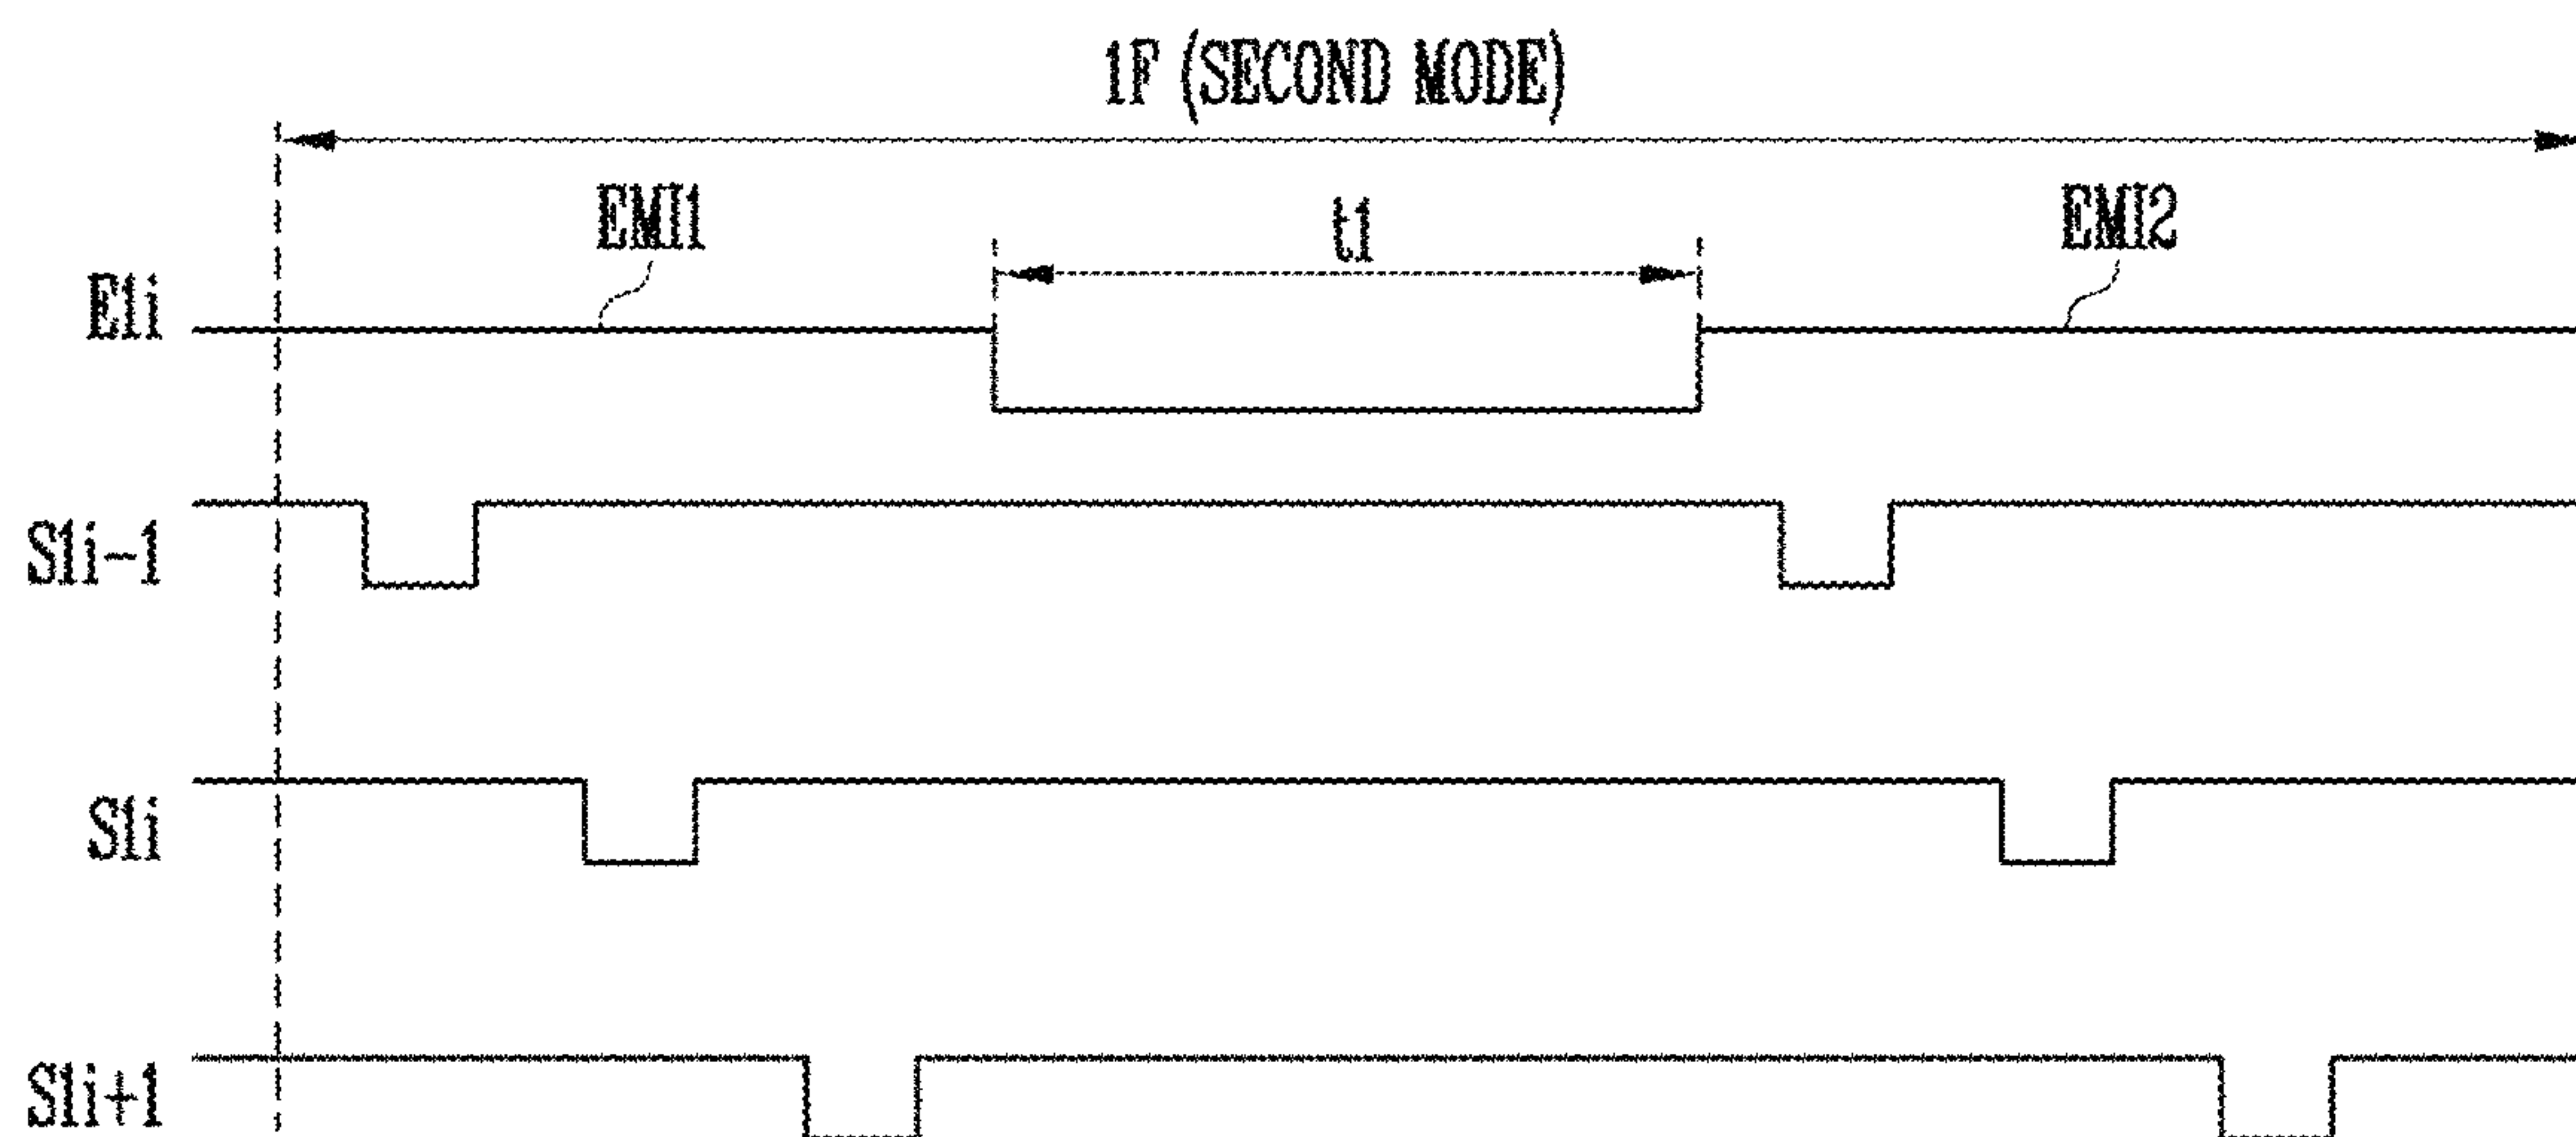 1F (SECOND MODE)
EMI1
t1
EMI2
E1i
S1i-1
S1i
S1i+1